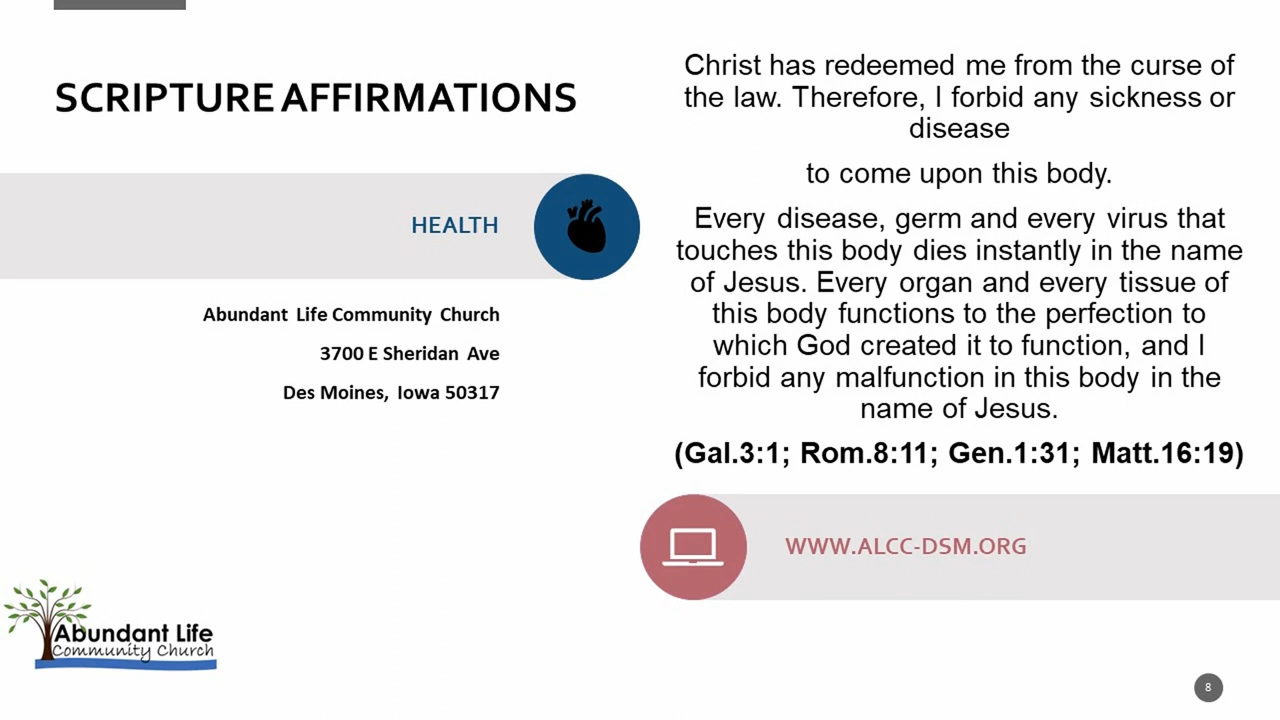 SCRIPTURE AFFIRMATIONS
HEALTH
Abundant Life Community Church
3700 E Sheridan Ave
Des Moines, Iowa 50317
Christ has redeemed me from the curse of
the law. Therefore, I forbid any sickness or
disease
to come upon this body.
Every disease, germ and every virus that
touches this body dies instantly in the name
of Jesus. Every organ and every tissue of
this body functions to the perfection to
which God created it to function, and I
forbid any malfunction in this body in the
name of Jesus.
(Gal.3:1; Rom.8:11; Gen.1:31; Matt.16:19)
WWW.ALCC-DSM.ORG
Abundant Life
Community Church
8